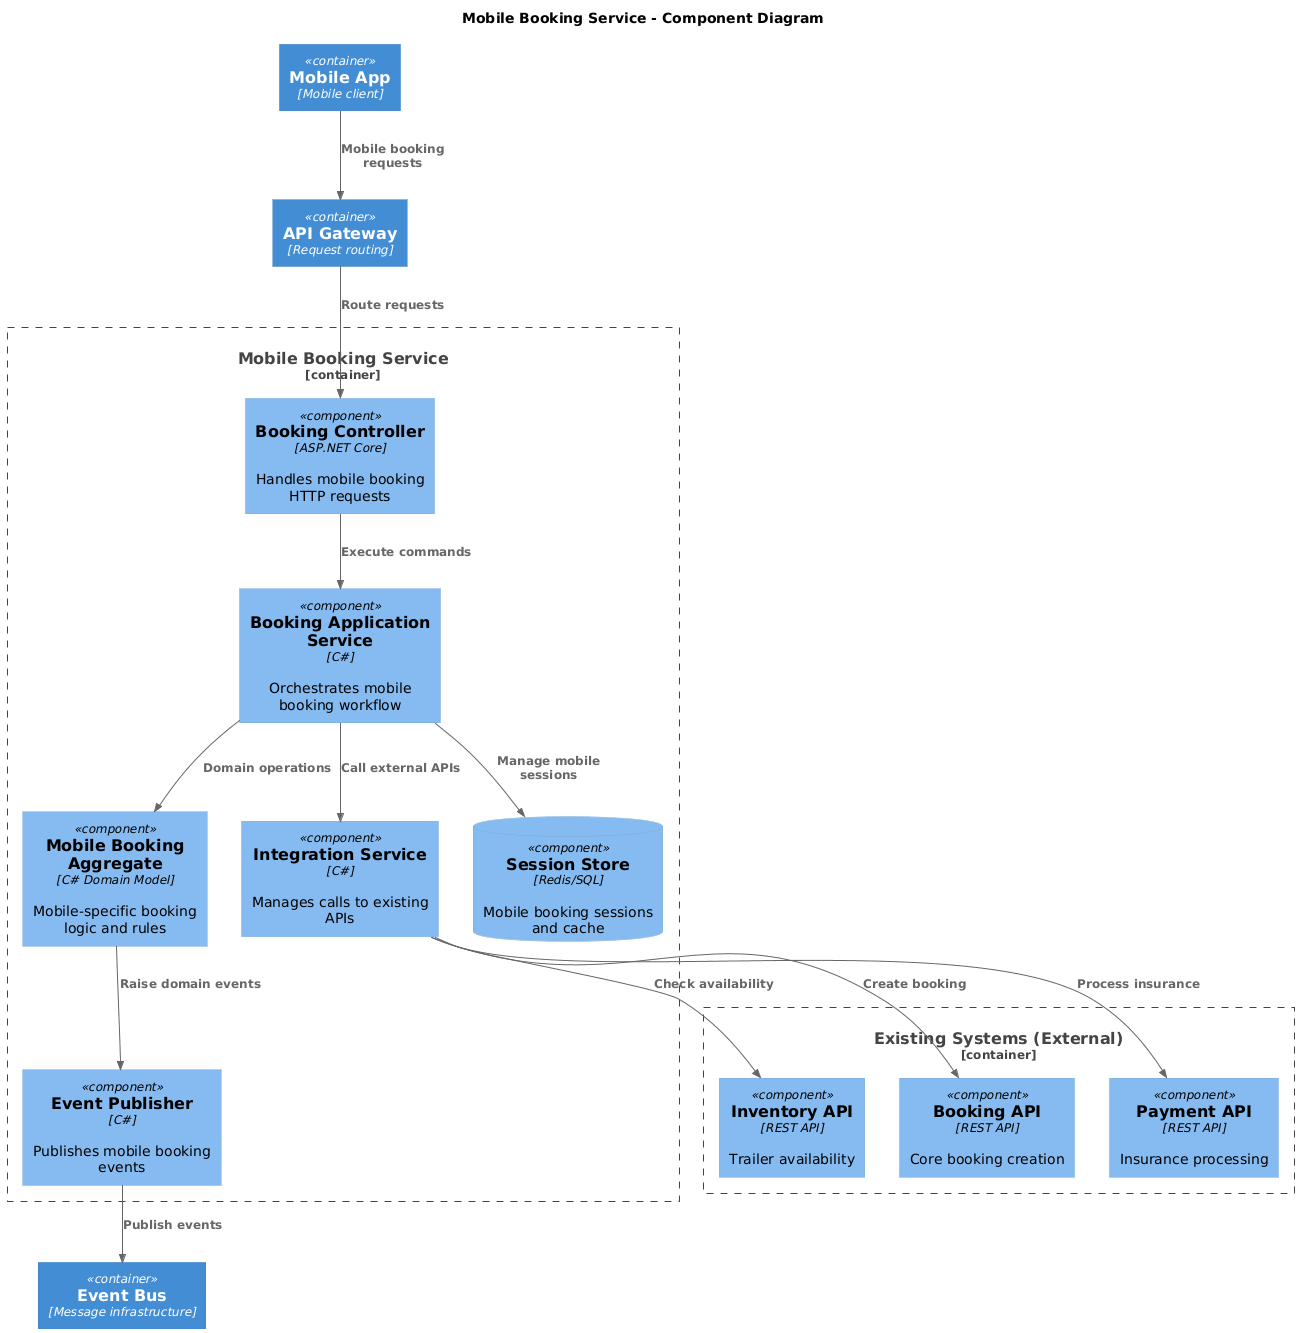 Mobile Booking Service - Component Diagram
«container»
Mobile App
[Mobile client]
Mobile booking
requests
«container»
API Gateway
[Request routing]
Route requests
Mobile Booking Service
[container]
«component»
Booking Controller
[ASP.NET Core]
Handles mobile booking
HTTP requests
Execute commands
«component»
Booking Application
Service
[C#]
Orchestrates mobile
booking workflow
Domain operations
Call external APIs
Manage mobile
sessions
«component»
Mobile Booking
Aggregate
[C# Domain Model]
Mobile-specific booking
logic and rules
«component»
Integration Service
[C#]
Manages calls to existing
APIs
«component»
Session Store
[Redis/SQL]
Mobile booking sessions
and cache
Raise domain events
Check availability
Create booking
Process insurance
Existing Systems (External)
[container]
«component»
Event Publisher
[C#]
Publishes mobile booking
events
«component»
Inventory API
[REST API]
Trailer availability
«component»
Booking API
[REST API]
Core booking creation
«component»
Payment API
[REST API]
Insurance processing
Publish events
«container»
Event Bus
[Message infrastructure]